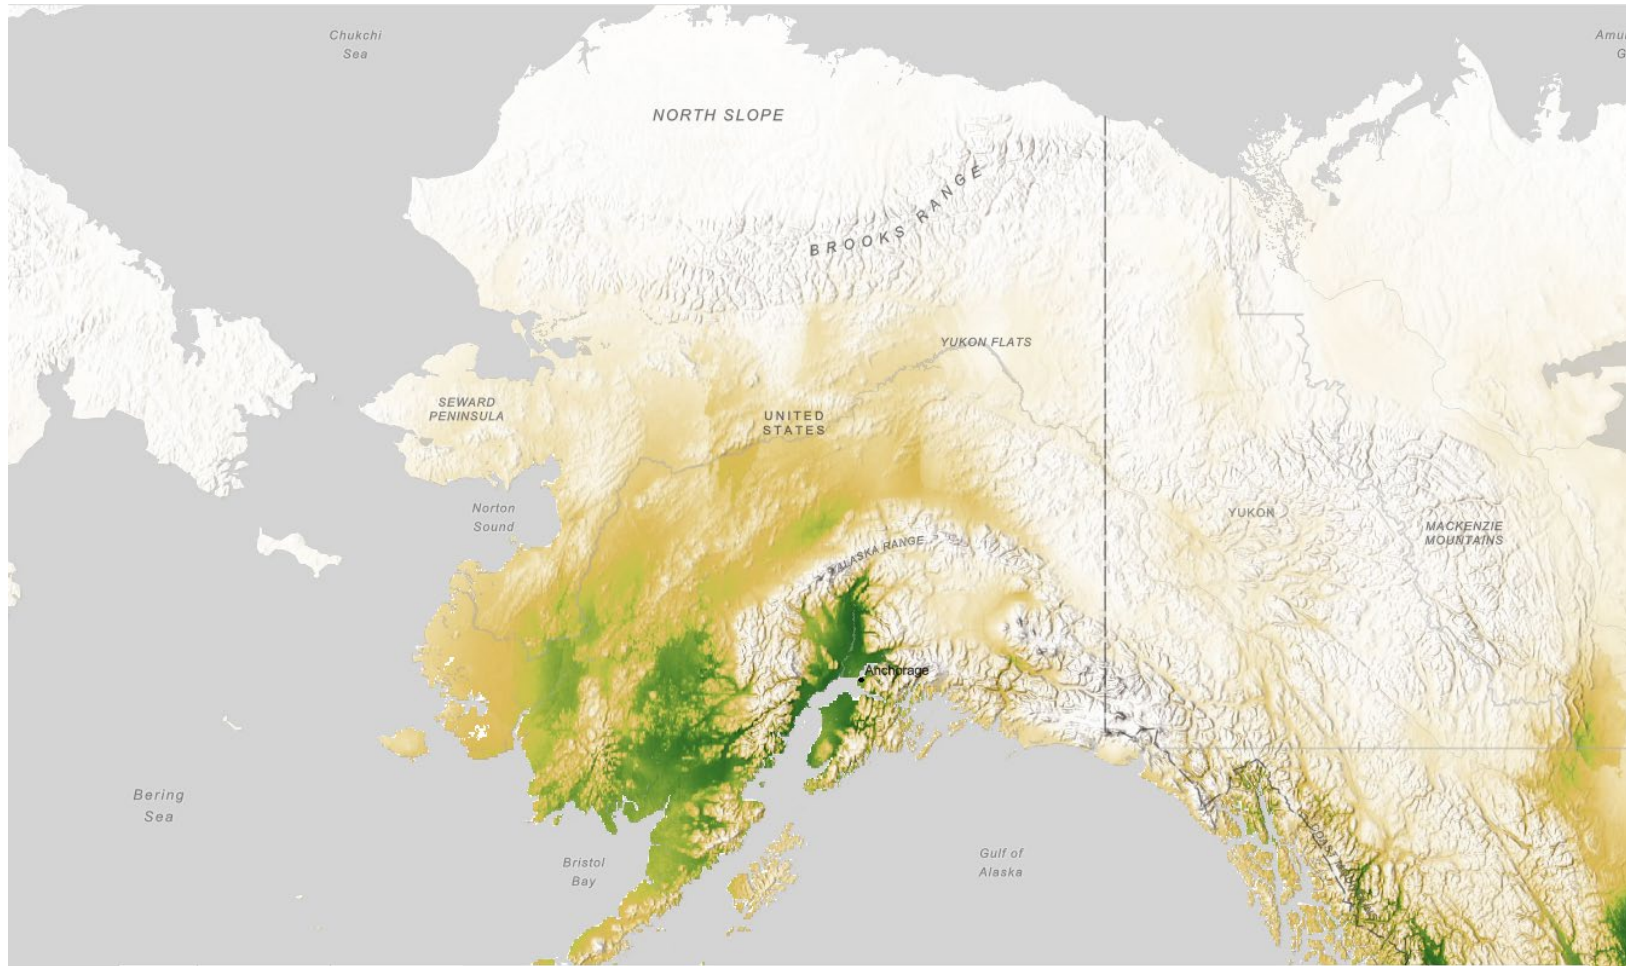 Chukchi
Sea
Amu
G
NORTH SLOPE
BROOKS RANGE
YUKON FLATS
SEWARD
PENINSULA
UNITED
STATES
Norton
Sound
YUKON
MACKENZIE
MOUNTAINS
ALASKA RANGE
Anchorage
Bering
Sea
Bristol
Bay
Gulf of
Alaska